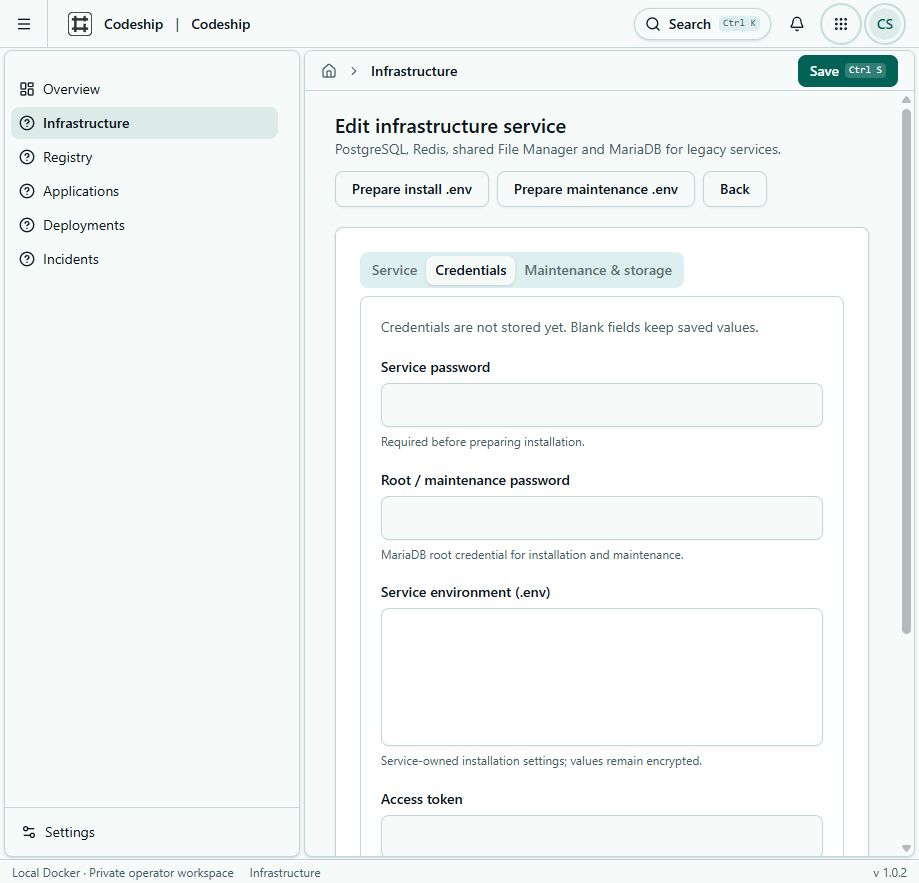 Codeship | Codeship
Search Ctrl K
CS
Overview
Infrastructure
Registry
Applications
Deployments
Incidents
Settings
Infrastructure
Save Ctrl S
Edit infrastructure service
PostgreSQL, Redis, shared File Manager and MariaDB for legacy services.
Prepare install .env
Prepare maintenance .env
Back
Service
Credentials
Maintenance & storage
Credentials are not stored yet. Blank fields keep saved values.
Service password
Required before preparing installation.
Root / maintenance password
MariaDB root credential for installation and maintenance.
Service environment (.env)
Service-owned installation settings; values remain encrypted.
Access token
Local Docker · Private operator workspace
Infrastructure
v 1.0.2